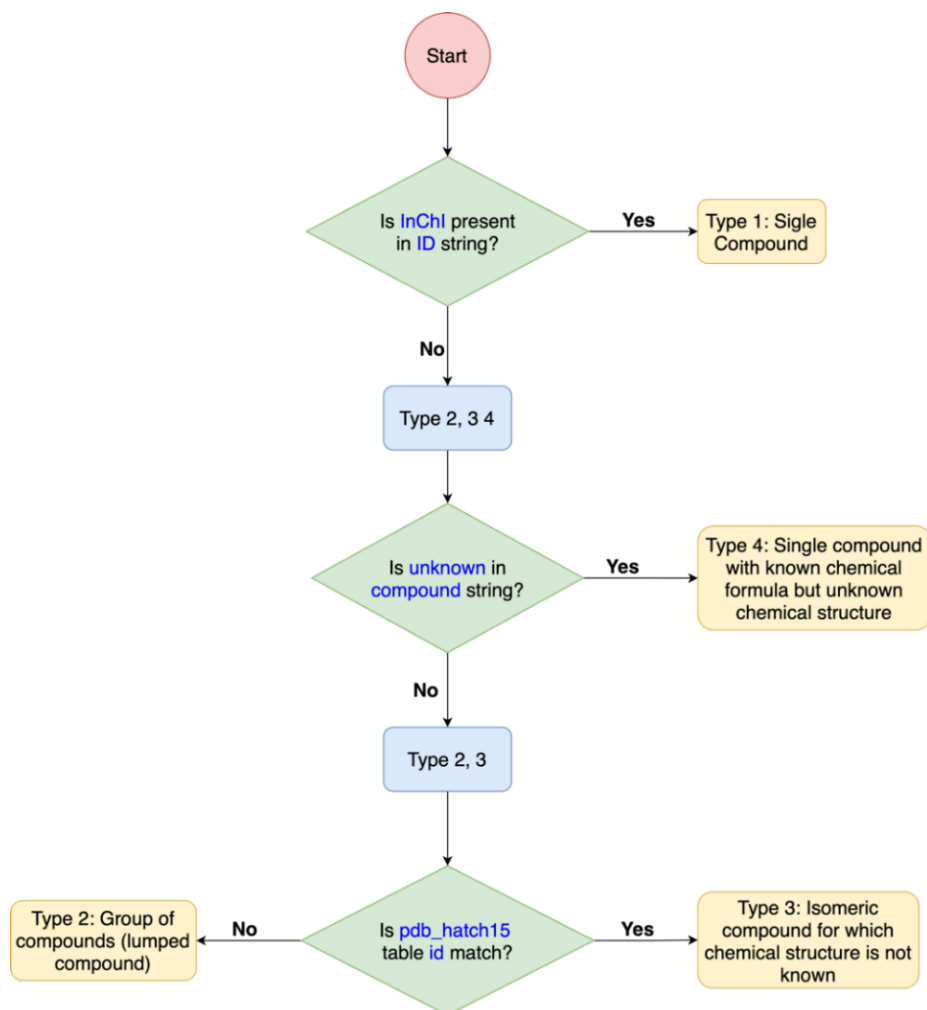 Start
Is InChI present
in ID string?
Yes
Type 1: Sigle
Compound
No
Type 2, 3 4
Is unknown in
compound string?
Yes
Type 4: Single compound
with known chemical
formula but unknown
chemical structure
No
Type 2, 3
Type 2: Group of
compounds (lumped
compound)
No
Is pdb_hatch15
table id match?
Yes
Type 3: Isomeric
compound for which
chemical structure is not
known